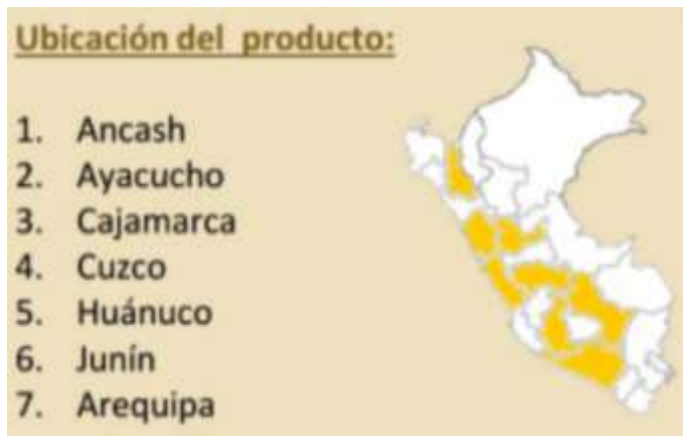 Ubicación del producto:
1. Ancash
2. Ayacucho
3. Cajamarca
4. Cuzco
5. Huánuco
6. Junín
7. Arequipa